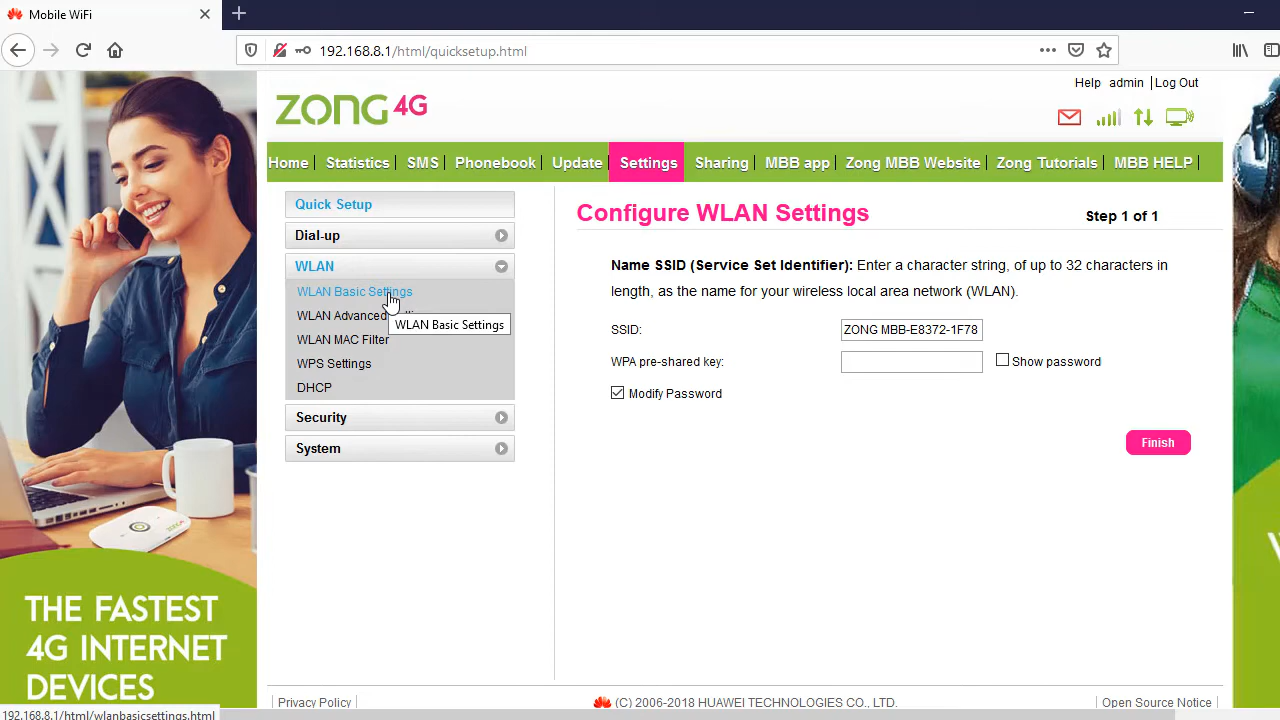 Mobile WiFi
192.168.8.1/html/quicksetup.html
Help admin Log Out
ZONG 4G
Home Statistics SMS Phonebook Update Settings Sharing MBB app Zong MBB Website Zong Tutorials MBB HELP
Quick Setup
Dial-up
WLAN
WLAN Basic Settings
WLAN Advanced
WLAN Basic Settings
WLAN MAC Filter
WPS Settings
DHCP
Security
System
Configure WLAN Settings
Step 1 of 1
Name SSID (Service Set Identifier): Enter a character string, of up to 32 characters in
length, as the name for your wireless local area network (WLAN).
SSID: ZONG MBB-E8372-1F78
WPA pre-shared key: Show password
Modify Password
Finish
ZONG
THE FASTEST
4G INTERNET
DEVICES
Privacy Policy (C) 2006-2018 HUAWEI TECHNOLOGIES CO., LTD. Open Source Notice
192.168.8.1/html/wlanbasicsettings.html